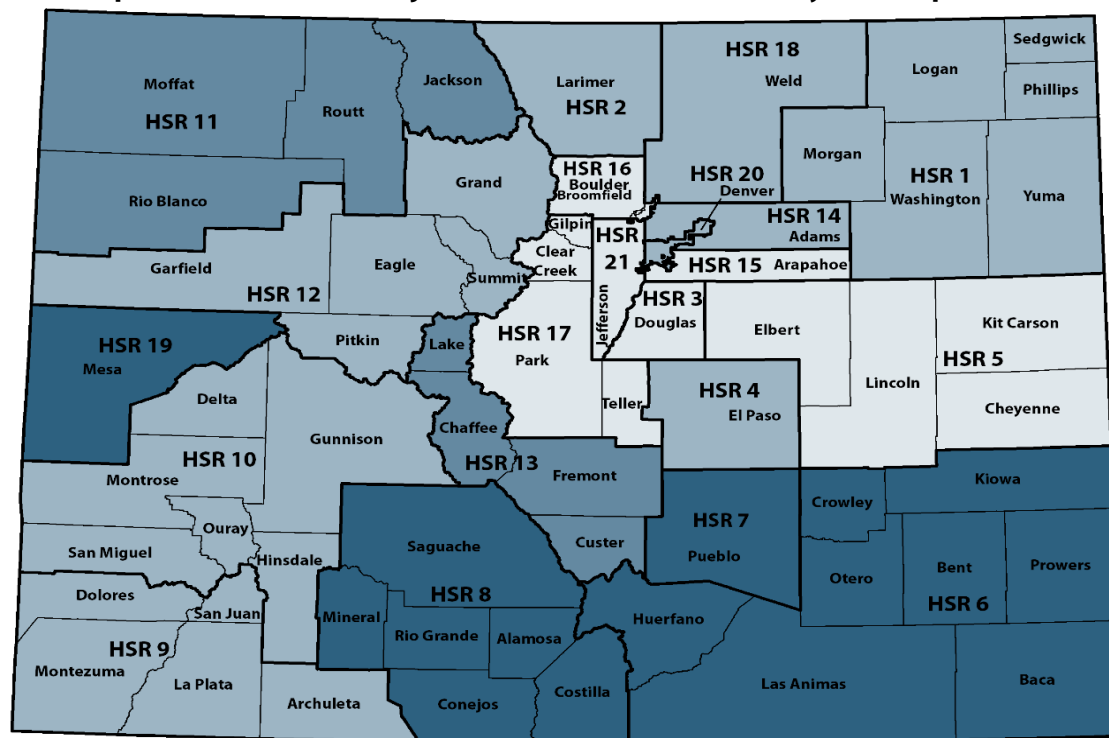 Moffat
HSR 11
Routt
Jackson
Larimer
HSR 2
HSR 18
Weld
Logan
Sedgwick
Phillips
Rio Blanco
Grand
HSR 16
Boulder
Broomfield
HSR 20
Denver
Morgan
HSR 1
Washington
Yuma
Garfield
HSR 12
Eagle
Summit
Gilpin
Clear
Creek
HSR
21
Jefferson
HSR 14
Adams
HSR 15
Arapahoe
HSR 19
Mesa
Pitkin
Lake
HSR 17
Park
HSR 3
Douglas
Elbert
Lincoln
Kit Carson
HSR 5
Cheyenne
Delta
HSR 10
Gunnison
Chaffee
HSR 13
Teller
HSR 4
El Paso
Montrose
Ouray
San Miguel
Hinsdale
Saguache
Fremont
Custer
HSR 7
Pueblo
Crowley
Kiowa
Otero
Bent
HSR 6
Prowers
Dolores
San Juan
HSR 9
Montezuma
La Plata
Archuleta
Mineral
HSR 8
Rio Grande
Alamosa
Conejos
Costilla
Huerfano
Las Animas
Baca